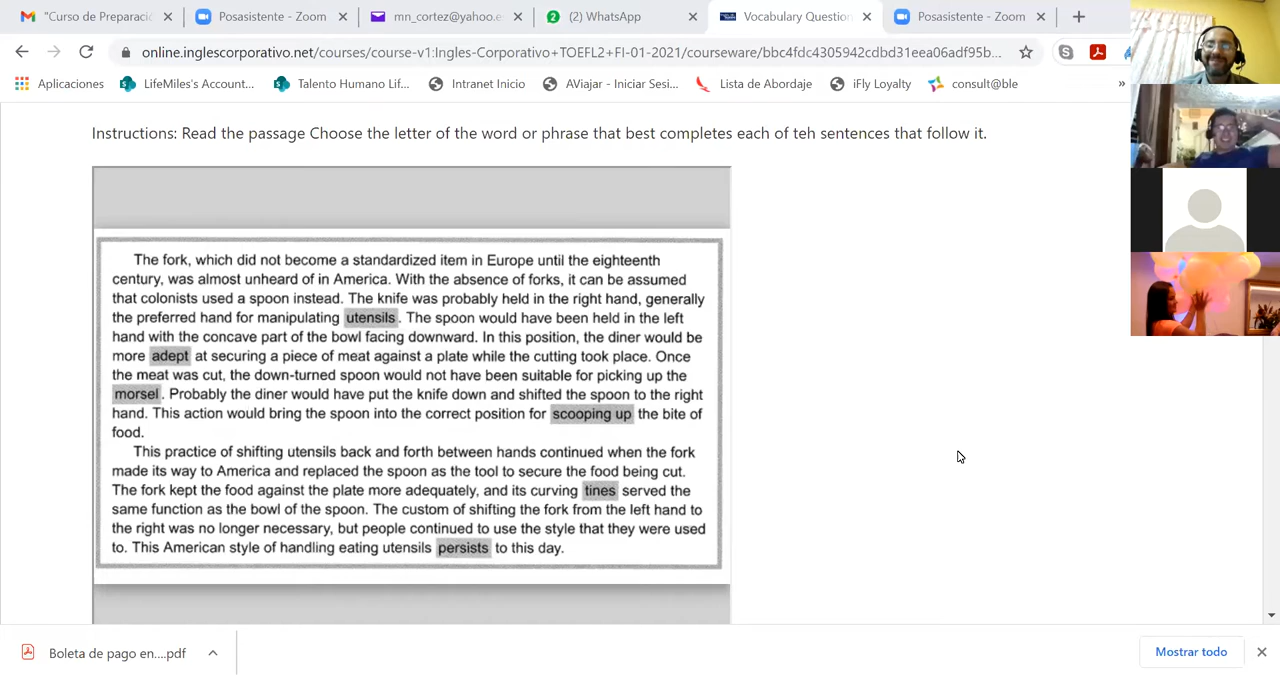 "Curso de Preparació
Posasistente - Zoom
mn_cortez@yahoo.e
(2) WhatsApp
Vocabulary Question
Posasistente - Zoom
online.inglescorporativo.net/courses/course-v1:Ingles-Corporativo+TOEFL2+FI-01-2021/courseware/bbc4fdc4305942cdbd31eea06adf95b...
Aplicaciones
LifeMiles's Account...
Talento Humano Lif...
Intranet Inicio
AViajar - Iniciar Sesi...
Lista de Abordaje
iFly Loyalty
consult@ble
»
Instructions: Read the passage Choose the letter of the word or phrase that best completes each of teh sentences that follow it.
The fork, which did not become a standardized item in Europe until the eighteenth
century, was almost unheard of in America. With the absence of forks, it can be assumed
that colonists used a spoon instead. The knife was probably held in the right hand, generally
the preferred hand for manipulating utensils. The spoon would have been held in the left
hand with the concave part of the bowl facing downward. In this position, the diner would be
more adept at securing a piece of meat against a plate while the cutting took place. Once
the meat was cut, the down-turned spoon would not have been suitable for picking up the
morsel. Probably the diner would have put the knife down and shifted the spoon to the right
hand. This action would bring the spoon into the correct position for scooping up the bite of
food.
This practice of shifting utensils back and forth between hands continued when the fork
made its way to America and replaced the spoon as the tool to secure the food being cut.
The fork kept the food against the plate more adequately, and its curving tines served the
same function as the bowl of the spoon. The custom of shifting the fork from the left hand to
the right was no longer necessary, but people continued to use the style that they were used
to. This American style of handling eating utensils persists to this day.
Boleta de pago en....pdf
Mostrar todo